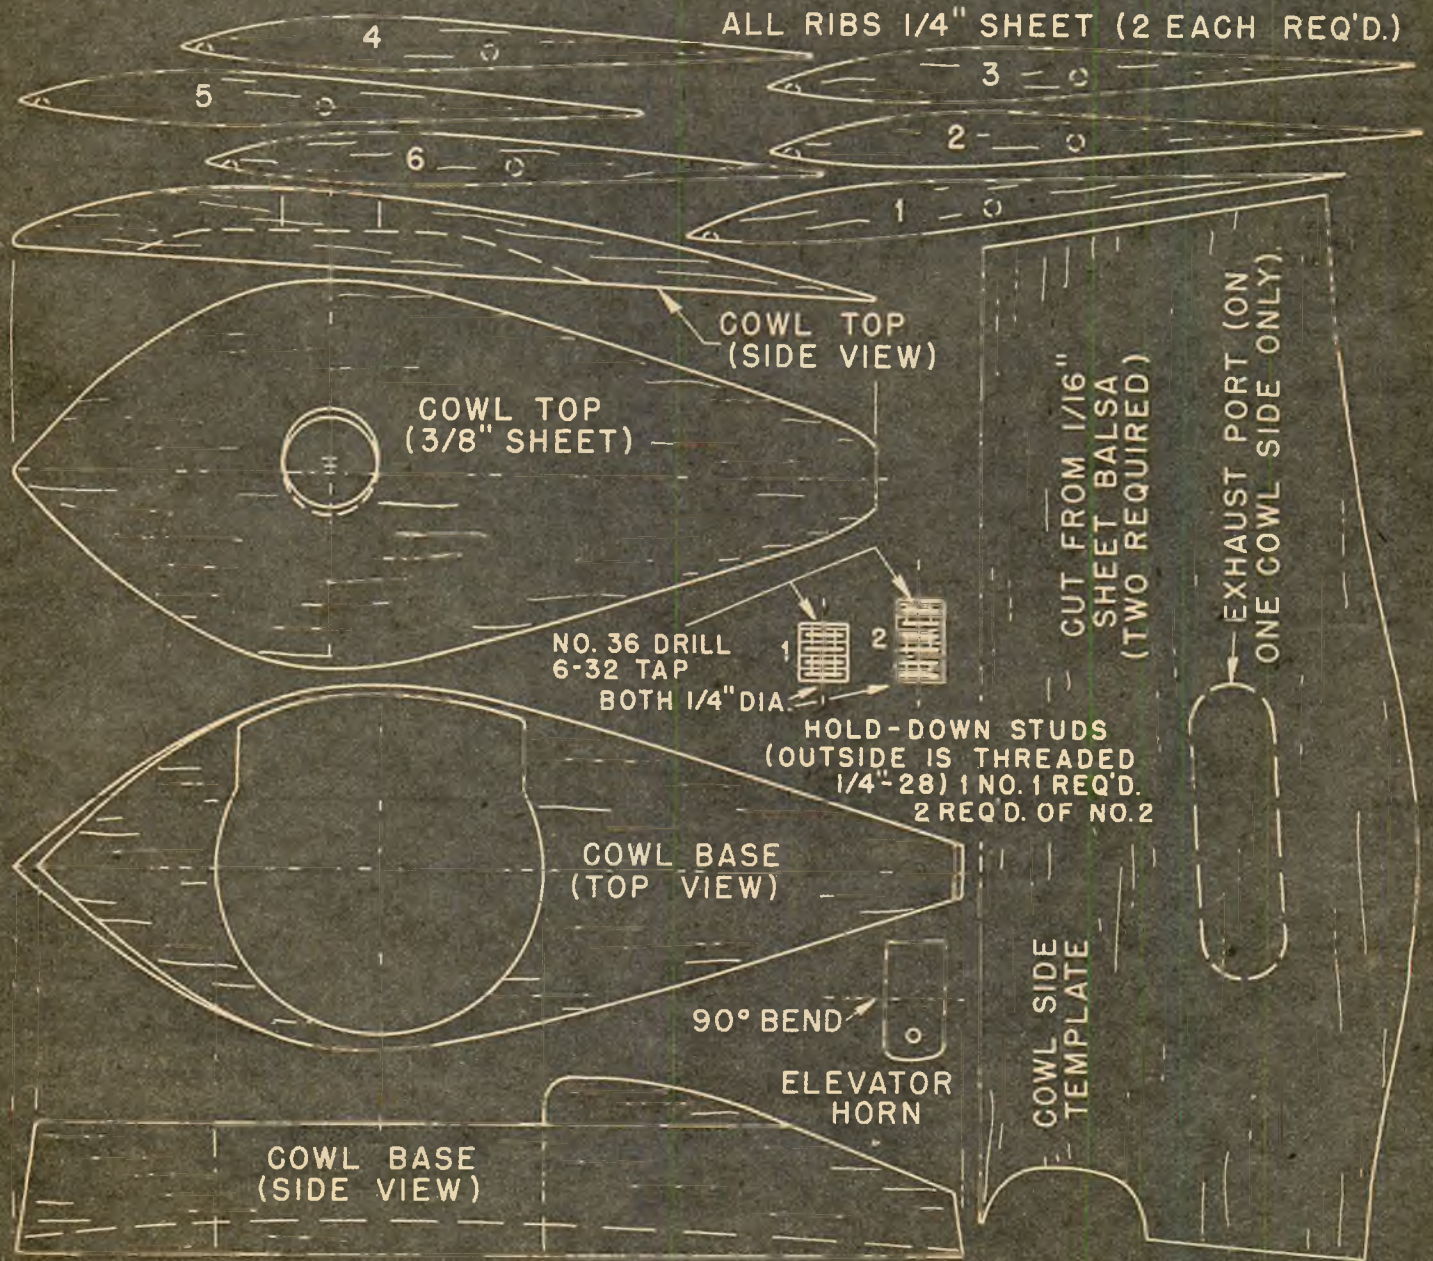 ALL RIBS 1/4" SHEET (2 EACH REQ'D.)
4
3
5
2
6
1
COWL TOP
(SIDE VIEW)
COWL TOP
(3/8" SHEET)
CUT FROM 1/16"
SHEET BALSA
(TWO REQUIRED)
EXHAUST PORT (ON
ONE COWL SIDE ONLY)
NO. 36 DRILL
6-32 TAP
BOTH 1/4" DIA.
1
2
HOLD-DOWN STUDS
(OUTSIDE IS THREADED
1/4"-28) 1 NO. 1 REQ'D.
2 REQ'D. OF NO. 2
COWL BASE
(TOP VIEW)
90° BEND
ELEVATOR
HORN
COWL SIDE
TEMPLATE
COWL BASE
(SIDE VIEW)